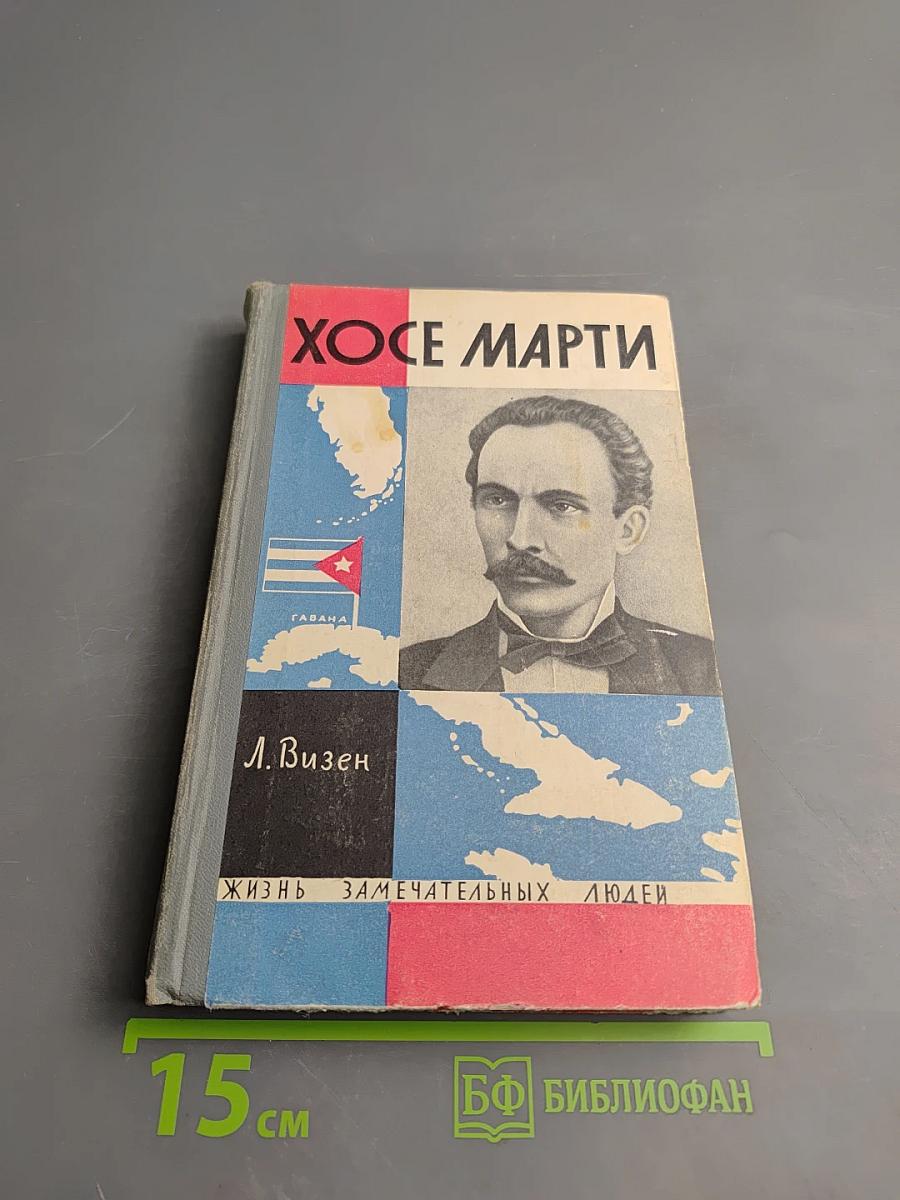 ХОСЕ МАРТИ
ГАВАНА
Л. Визен
ЖИЗНЬ ЗАМЕЧАТЕЛЬНЫХ ЛЮДЕЙ
15 см
БФ БИБЛИОФАН